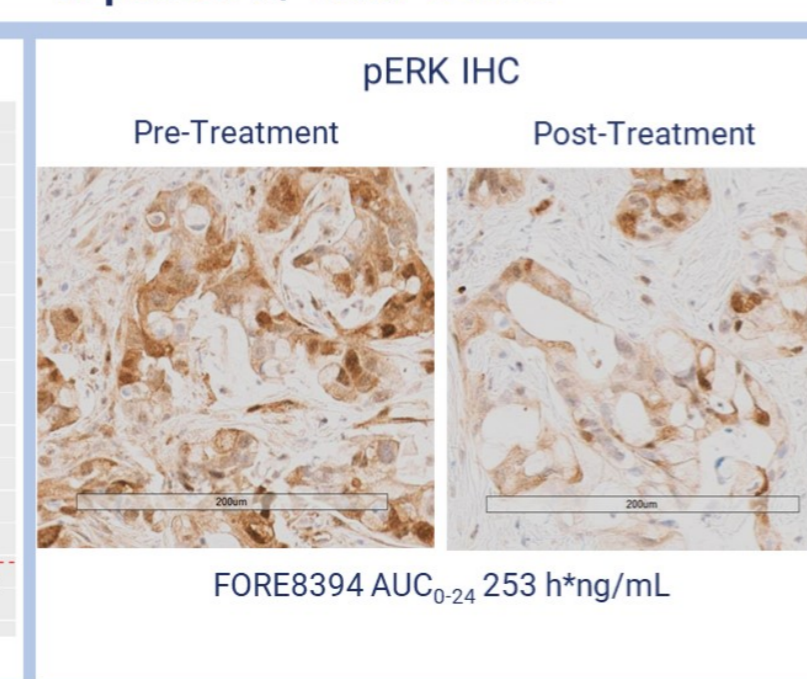 pERK IHC
Pre-Treatment
Post-Treatment
200um
200um
FORE8394 AUC0-24 253 h*ng/mL